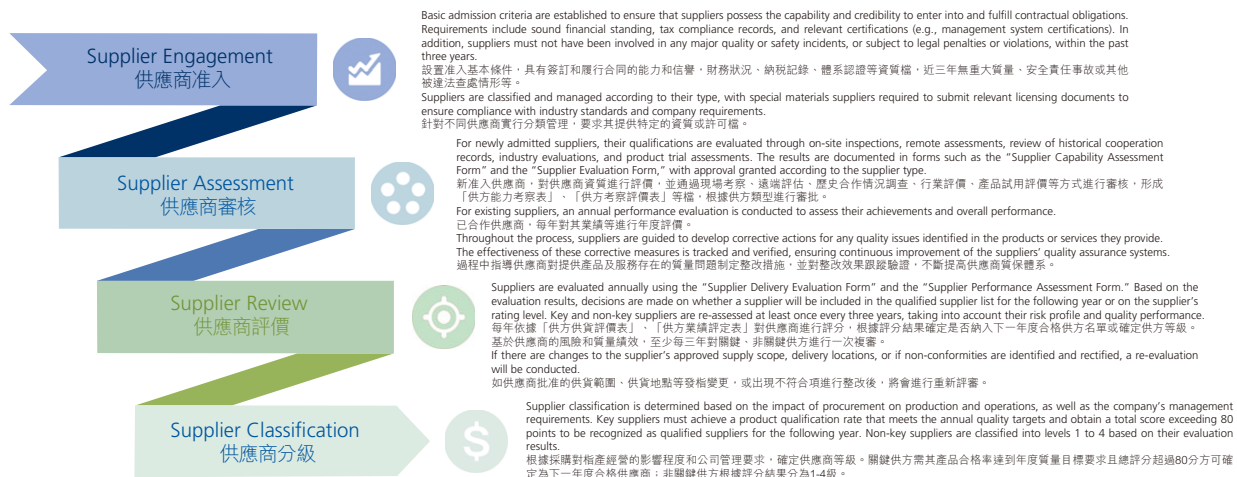 Supplier Engagement
供應商准入
Basic admission criteria are established to ensure that suppliers possess the capability and credibility to enter into and fulfill contractual obligations.
Requirements include sound financial standing, tax compliance records, and relevant certifications (e.g., management system certifications). In
addition, suppliers must not have been involved in any major quality or safety incidents, or subject to legal penalties or violations, within the past
three years.
設置准入基本條件，具有簽訂和履行合同的能力和信譽，財務狀況、納稅記錄、體系認證等資質檔，近三年無重大質量、安全責任事故或其他
被違法查處情形等。
Suppliers are classified and managed according to their type, with special materials suppliers required to submit relevant licensing documents to
ensure compliance with industry standards and company requirements.
針對不同供應商實行分類管理，要求其提供特定的資質或許可檔。
Supplier Assessment
供應商審核
For newly admitted suppliers, their qualifications are evaluated through on-site inspections, remote assessments, review of historical cooperation
records, industry evaluations, and product trial assessments. The results are documented in forms such as the “Supplier Capability Assessment
Form” and the “Supplier Evaluation Form,” with approval granted according to the supplier type.
新准入供應商，對供應商資質進行評價，並通過現場考察、遠端評估、歷史合作情況調查、行業評價、產品試用評價等方式進行審核，形成
「供方能力考察表」、「供方考察評價表」等檔，根據供方類型進行審批。
For existing suppliers, an annual performance evaluation is conducted to assess their achievements and overall performance.
已合作供應商，每年對其業績等進行年度評價。
Throughout the process, suppliers are guided to develop corrective actions for any quality issues identified in the products or services they provide.
The effectiveness of these corrective measures is tracked and verified, ensuring continuous improvement of the suppliers’ quality assurance systems.
過程中指導供應商對提供產品及服務存在的質量問題制定整改措施，並對整改效果跟蹤驗證，不斷提高供應商質保體系。
Supplier Review
供應商評價
Suppliers are evaluated annually using the “Supplier Delivery Evaluation Form” and the “Supplier Performance Assessment Form.” Based on the
evaluation results, decisions are made on whether a supplier will be included in the qualified supplier list for the following year or on the supplier’s
rating level. Key and non-key suppliers are re-assessed at least once every three years, taking into account their risk profile and quality performance.
每年依據「供方供貨評價表」、「供方業績評定表」對供應商進行評分，根據評分結果確定是否納入下一年度合格供方名單或確定供方等級。
基於供應商的風險和質量績效，至少每三年對關鍵、非關鍵供方進行一次複審。
If there are changes to the supplier’s approved supply scope, delivery locations, or if non-conformities are identified and rectified, a re-evaluation
will be conducted.
如供應商批准的供貨範圍、供貨地點等發指變更，或出現不符合項進行整改後，將會進行重新評審。
Supplier Classification
供應商分級
Supplier classification is determined based on the impact of procurement on production and operations, as well as the company’s management
requirements. Key suppliers must achieve a product qualification rate that meets the annual quality targets and obtain a total score exceeding 80
points to be recognized as qualified suppliers for the following year. Non-key suppliers are classified into levels 1 to 4 based on their evaluation
results.
根據採購對指產經營的影響程度和公司管理要求，確定供應商等級。關鍵供方需其產品合格率達到年度質量目標要求且總評分超過80分方可確
定為下一年度合格供應商；非關鍵供方根據評分結果分為1-4級。